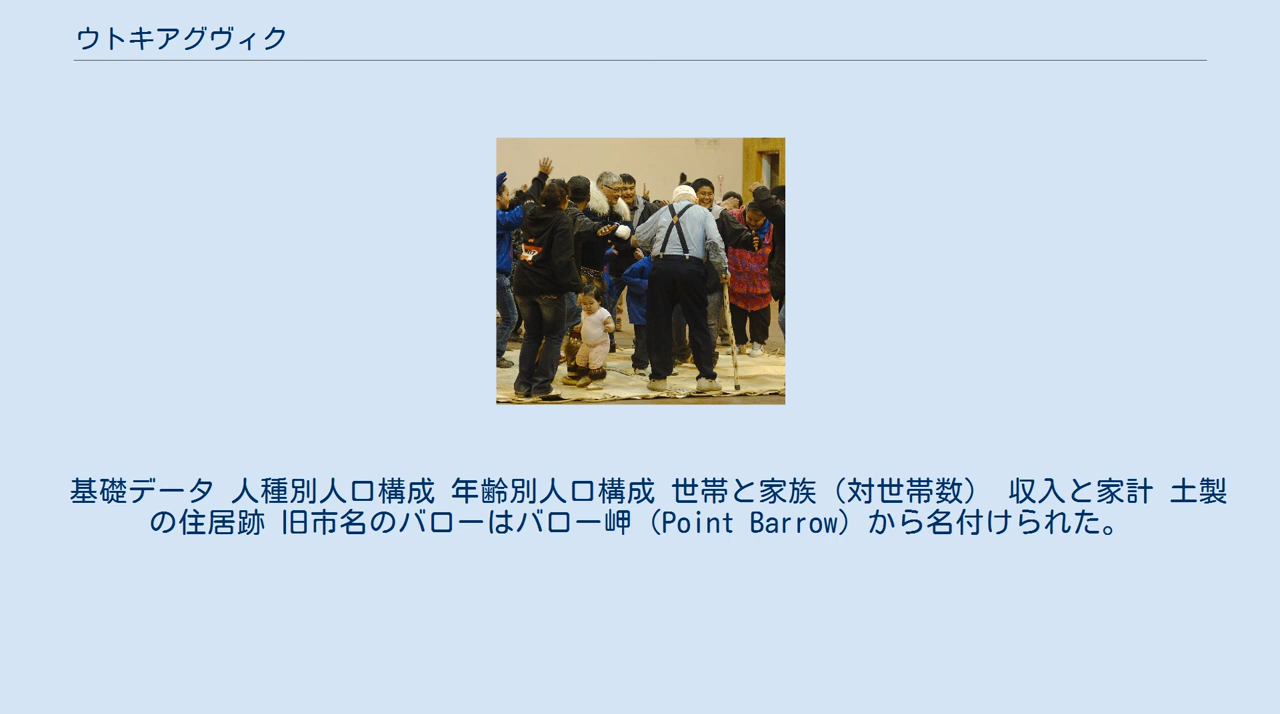 ウトキアグヴィク
基礎データ 人種別人口構成 年齢別人口構成 世帯と家族（対世帯数） 収入と家計 土製
の住居跡 旧市名のバローはバロー岬（Point Barrow）から名付けられた。